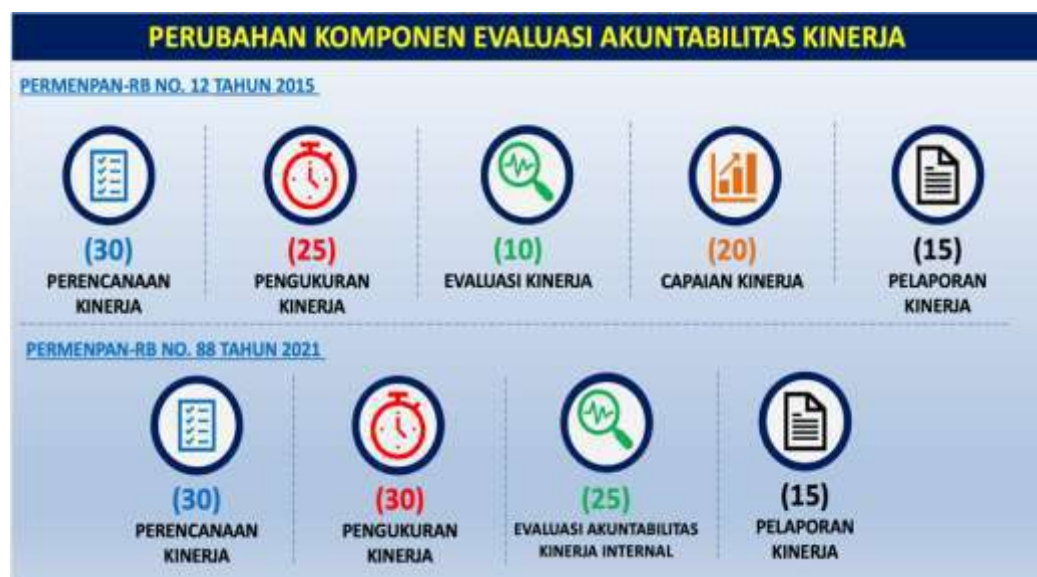 PERUBAHAN KOMPONEN EVALUASI AKUNTABILITAS KINERJA
PERMENPAN-RB NO. 12 TAHUN 2015
(30)
PERENCANAAN
KINERJA
(25)
PENGUKURAN
KINERJA
(10)
EVALUASI KINERJA
(20)
CAPAIAN KINERJA
(15)
PELAPORAN
KINERJA
PERMENPAN-RB NO. 88 TAHUN 2021
(30)
PERENCANAAN
KINERJA
(30)
PENGUKURAN
KINERJA
(25)
EVALUASI AKUNTABILITAS
KINERJA INTERNAL
(15)
PELAPORAN
KINERJA